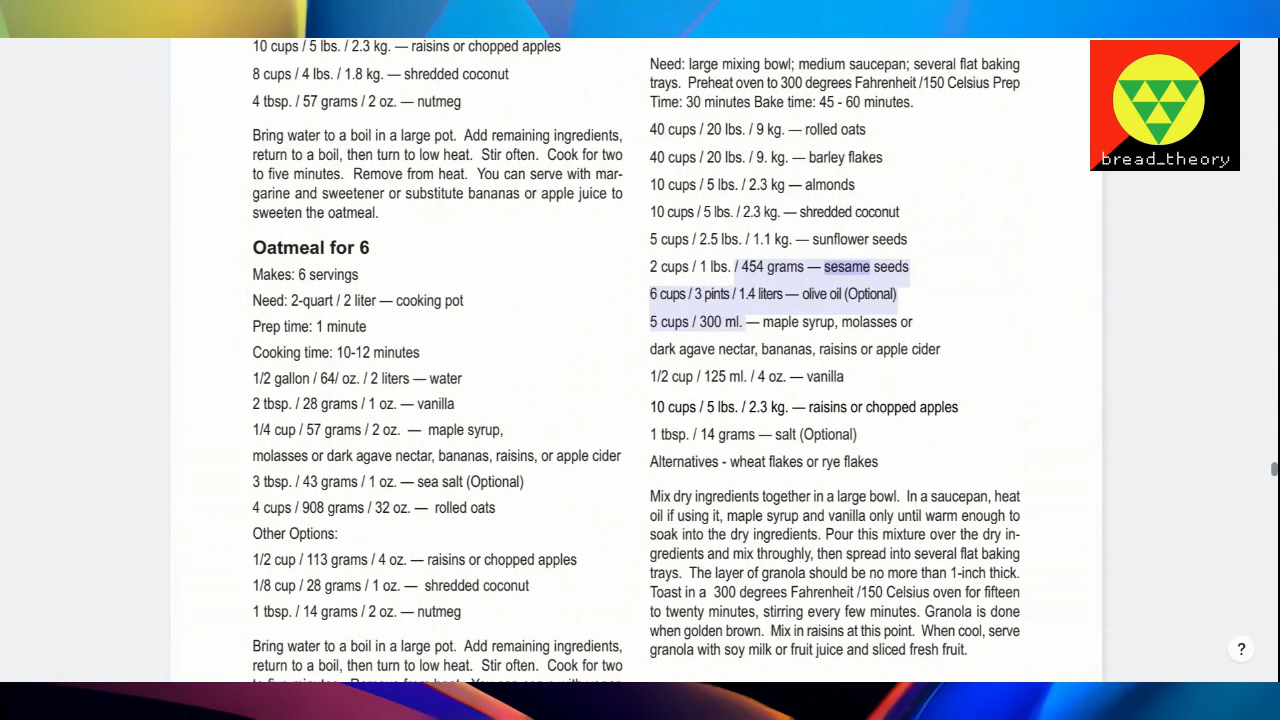 10 cups / 5 lbs. / 2.3 kg. — raisins or chopped apples
8 cups / 4 lbs. / 1.8 kg. — shredded coconut
4 tbsp. / 57 grams / 2 oz. — nutmeg
Bring water to a boil in a large pot. Add remaining ingredients,
return to a boil, then turn to low heat. Stir often. Cook for two
to five minutes. Remove from heat. You can serve with mar-
garine and sweetener or substitute bananas or apple juice to
sweeten the oatmeal.
Oatmeal for 6
Makes: 6 servings
Need: 2-quart / 2 liter — cooking pot
Prep time: 1 minute
Cooking time: 10-12 minutes
1/2 gallon / 64/ oz. / 2 liters — water
2 tbsp. / 28 grams / 1 oz. — vanilla
1/4 cup / 57 grams / 2 oz. — maple syrup,
molasses or dark agave nectar, bananas, raisins, or apple cider
3 tbsp. / 43 grams / 1 oz. — sea salt (Optional)
4 cups / 908 grams / 32 oz. — rolled oats
Other Options:
1/2 cup / 113 grams / 4 oz. — raisins or chopped apples
1/8 cup / 28 grams / 1 oz. — shredded coconut
1 tbsp. / 14 grams / 2 oz. — nutmeg
Bring water to a boil in a large pot. Add remaining ingredients,
return to a boil, then turn to low heat. Stir often. Cook for two
Need: large mixing bowl; medium saucepan; several flat baking
trays. Preheat oven to 300 degrees Fahrenheit /150 Celsius Prep
Time: 30 minutes Bake time: 45 - 60 minutes.
40 cups / 20 lbs. / 9 kg. — rolled oats
40 cups / 20 lbs. / 9. kg. — barley flakes
10 cups / 5 lbs. / 2.3 kg — almonds
10 cups / 5 lbs. / 2.3 kg. — shredded coconut
5 cups / 2.5 lbs. / 1.1 kg. — sunflower seeds
2 cups / 1 lbs. / 454 grams — sesame seeds
6 cups / 3 pints / 1.4 liters — olive oil (Optional)
5 cups / 300 ml. — maple syrup, molasses or
dark agave nectar, bananas, raisins or apple cider
1/2 cup / 125 ml. / 4 oz. — vanilla
10 cups / 5 lbs. / 2.3 kg. — raisins or chopped apples
1 tbsp. / 14 grams — salt (Optional)
Alternatives - wheat flakes or rye flakes
Mix dry ingredients together in a large bowl. In a saucepan, heat
oil if using it, maple syrup and vanilla only until warm enough to
soak into the dry ingredients. Pour this mixture over the dry in-
gredients and mix throughly, then spread into several flat baking
trays. The layer of granola should be no more than 1-inch thick.
Toast in a 300 degrees Fahrenheit /150 Celsius oven for fifteen
to twenty minutes, stirring every few minutes. Granola is done
when golden brown. Mix in raisins at this point. When cool, serve
granola with soy milk or fruit juice and sliced fresh fruit.
bread_theory
?